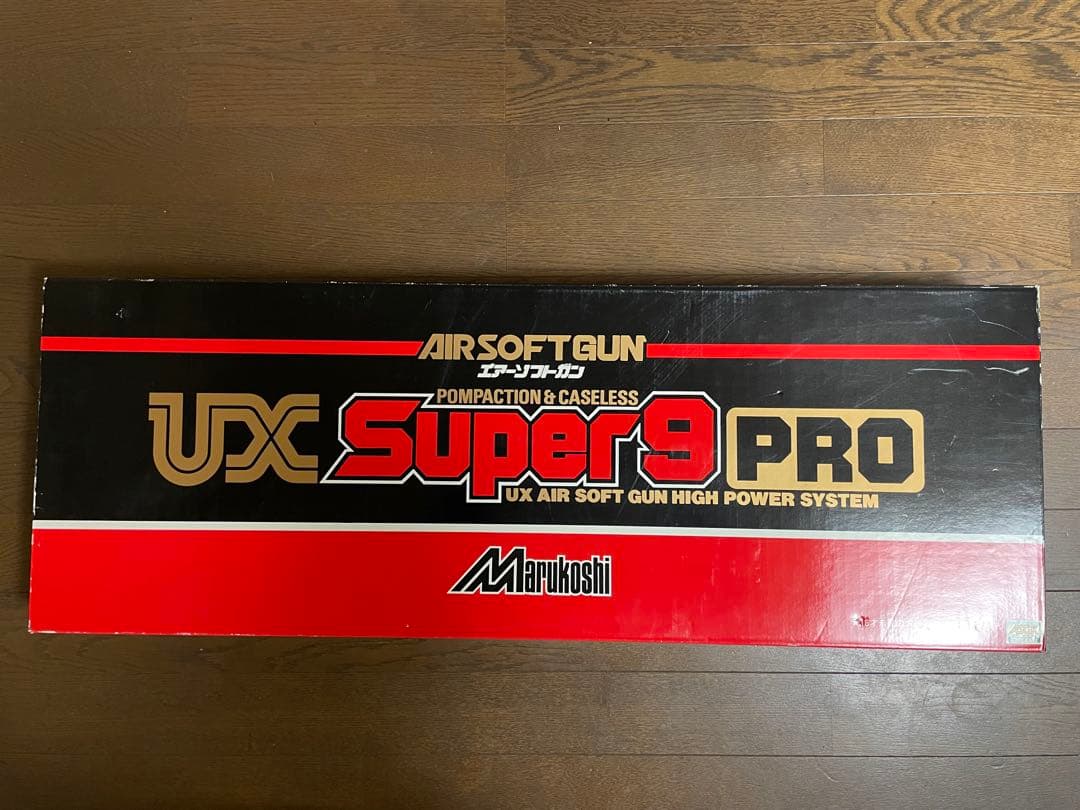 AIRSOFTGUN
エアーソフトガン
POMPACTION & CASELESS
UX Super9 PRO
UX AIR SOFT GUN HIGH POWER SYSTEM
Marukoshi